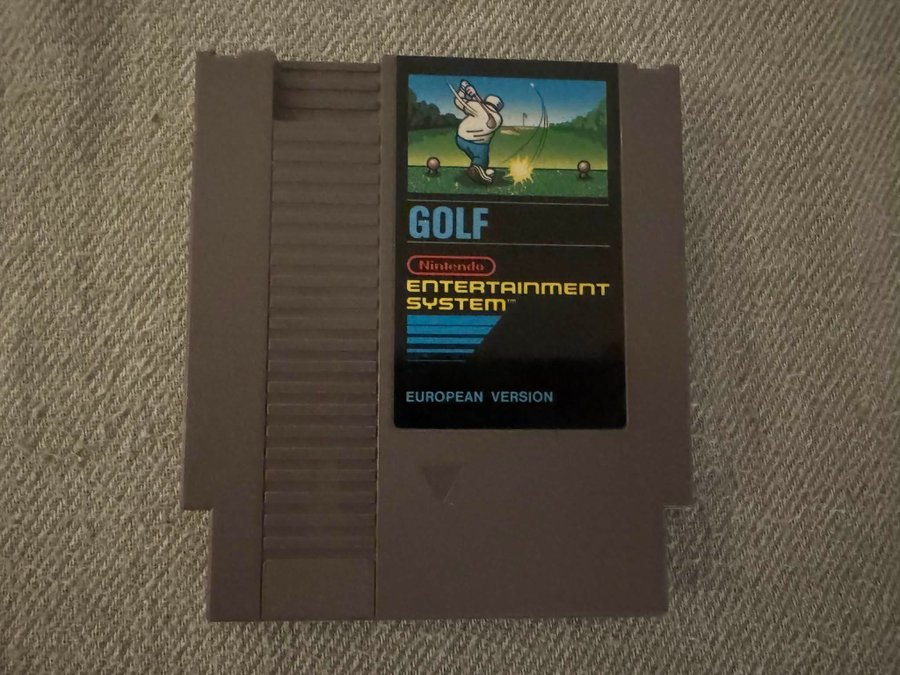 GOLF
Nintendo
ENTERTAINMENT
SYSTEM™
EUROPEAN VERSION